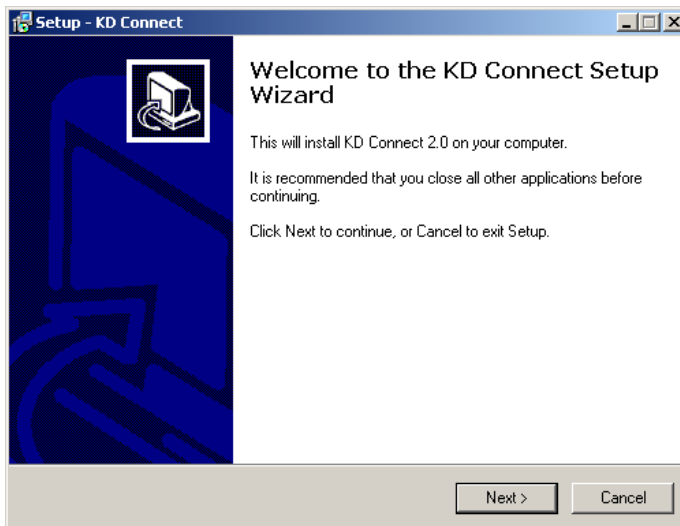 Setup - KD Connect
Welcome to the KD Connect Setup
Wizard
This will install KD Connect 2.0 on your computer.
It is recommended that you close all other applications before
continuing.
Click Next to continue, or Cancel to exit Setup.
Next >
Cancel